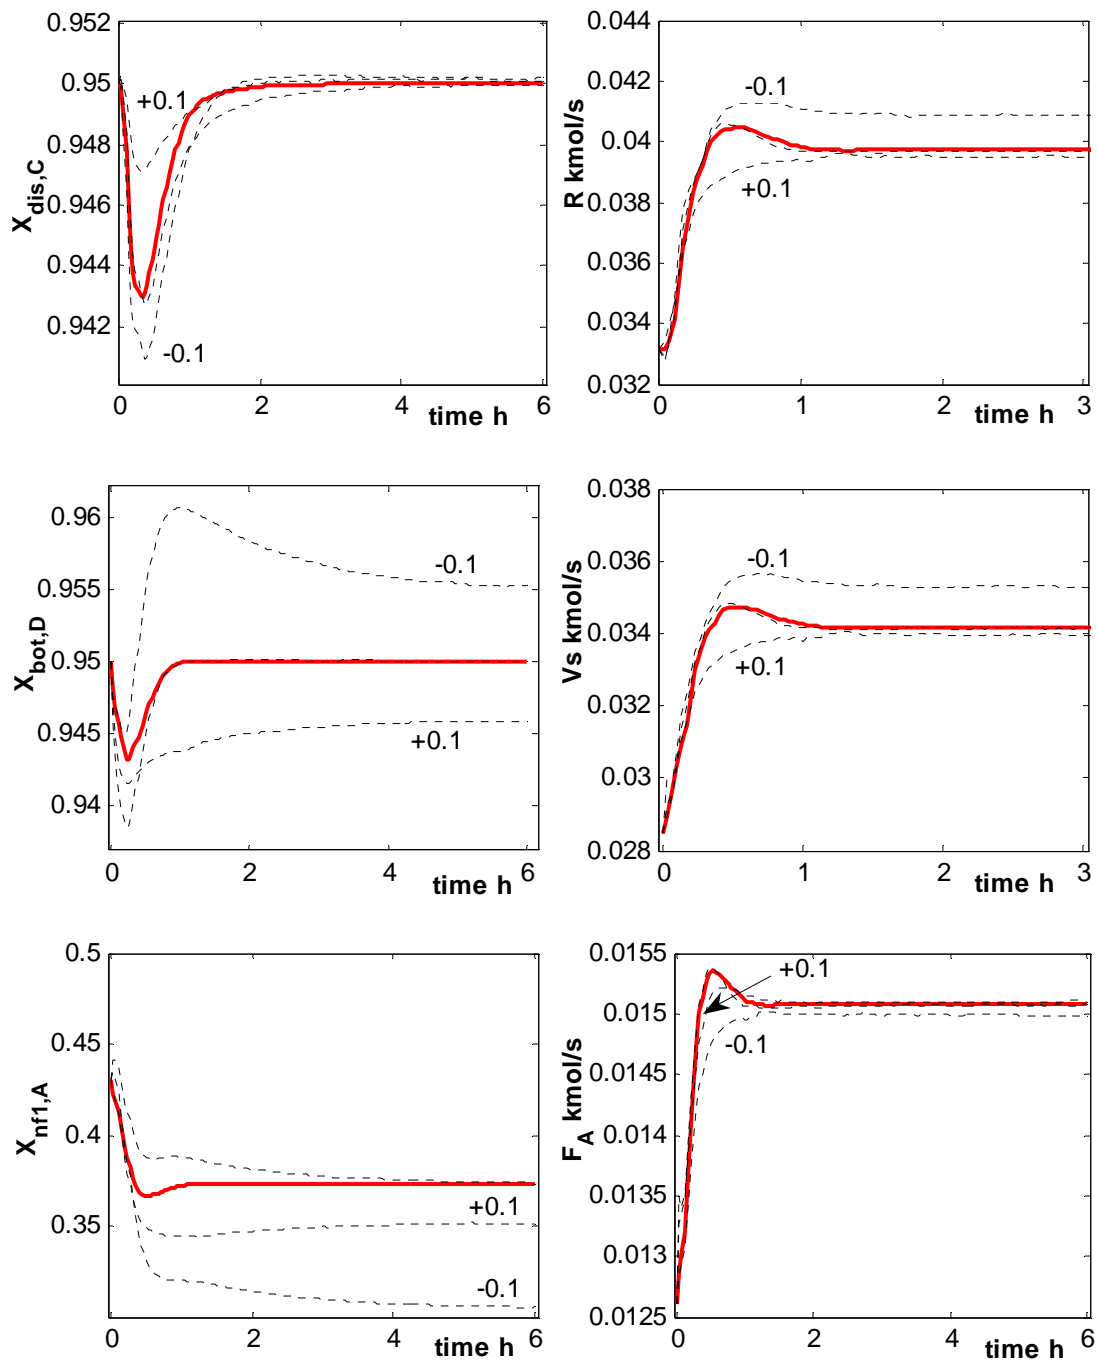 0.952
0.95
0.948
0.946
0.944
0.942
X dis,C
+0.1
-0.1
0 2 4 6
time h
0.044
0.042
0.04
0.038
0.036
0.034
0.032
R kmol/s
-0.1
+0.1
0 1 2 3
time h
0.96
0.955
0.95
0.945
0.94
X bot,D
-0.1
+0.1
0 2 4 6
time h
0.038
0.036
0.034
0.032
0.03
0.028
Vs kmol/s
-0.1
+0.1
0 1 2 3
time h
0.5
0.45
0.4
0.35
X nf1,A
+0.1
-0.1
0 2 4 6
time h
0.0155
0.015
0.0145
0.014
0.0135
0.013
0.0125
F A kmol/s
+0.1
-0.1
0 2 4 6
time h